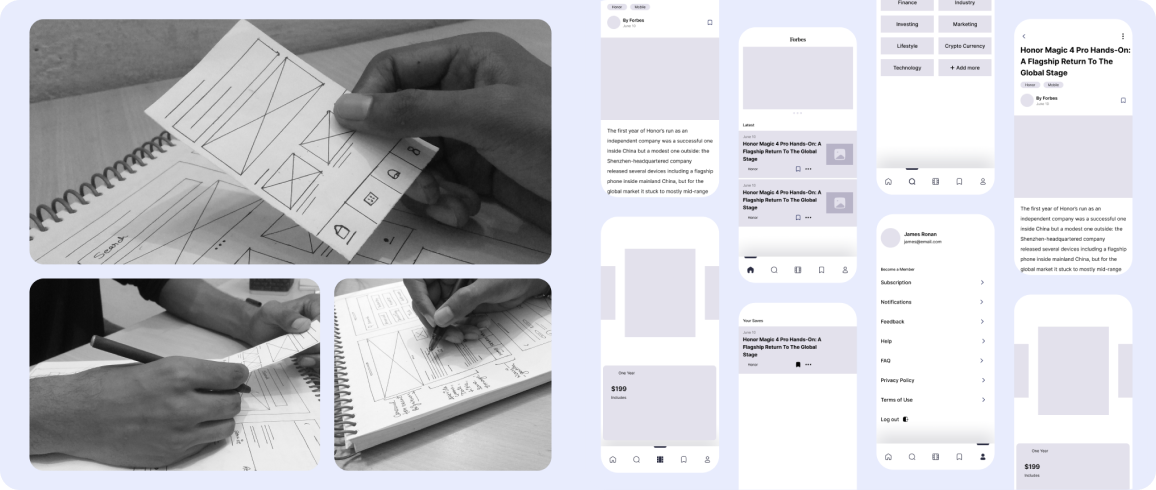 Search
Honor
Mobile
By Forbes
June 10
The first year of Honor's run as an
independent company was a successful one
inside China but a modest one outside: the
Shenzhen-headquartered company
released several devices including a flagship
phone inside mainland China, but for the
global market it stuck to mostly mid-range
One Year
$199
Includes
Forbes
Latest
June 10
Honor Magic 4 Pro Hands-On: A
Flagship Return To The Global
Stage
Honor
June 10
Honor Magic 4 Pro Hands-On: A
Flagship Return To The Global
Stage
Honor
Your Saves
June 10
Honor Magic 4 Pro Hands-On: A
Flagship Return To The Global
Stage
Honor
Finance
Industry
Investing
Marketing
Lifestyle
Crypto Currency
Technology
+ Add more
James Ronan
james@email.com
Become a Member
Subscription
Notifications
Feedback
Help
FAQ
Privacy Policy
Terms of Use
Log out
Honor Magic 4 Pro Hands-On:
A Flagship Return To The
Global Stage
Honor
Mobile
By Forbes
June 10
The first year of Honor's run as an
independent company was a successful one
inside China but a modest one outside: the
Shenzhen-headquartered company
released several devices including a flagship
phone inside mainland China, but for the
global market it stuck to mostly mid-range
One Year
$199
Includes